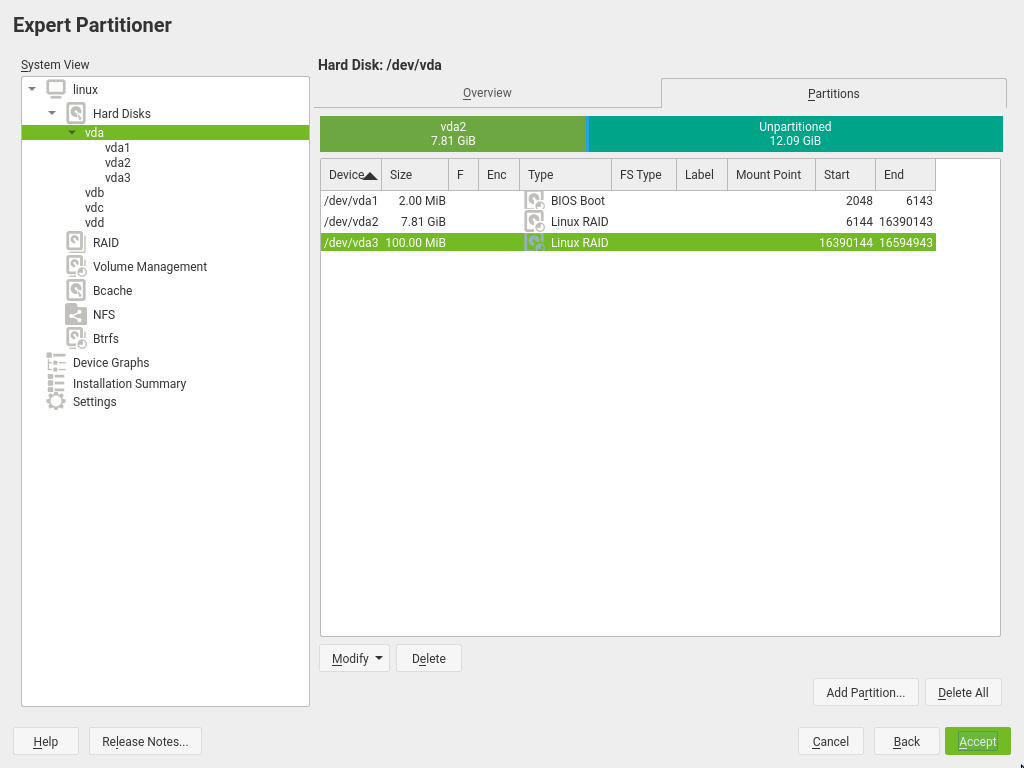 Expert Partitioner
System View
linux
Hard Disks
vda
vda1
vda2
vda3
vdb
vdc
vdd
RAID
Volume Management
Bcache
NFS
Btrfs
Device Graphs
Installation Summary
Settings
Hard Disk: /dev/vda
Overview
Partitions
vda2
7.81 GiB
Unpartitioned
12.09 GiB
Device Size F Enc Type FS Type Label Mount Point Start End
/dev/vda1 2.00 MiB BIOS Boot 2048 6143
/dev/vda2 7.81 GiB Linux RAID 6144 16390143
/dev/vda3 100.00 MiB Linux RAID 16390144 16594943
Modify Delete
Add Partition... Delete All
Help Release Notes... Cancel Back Accept